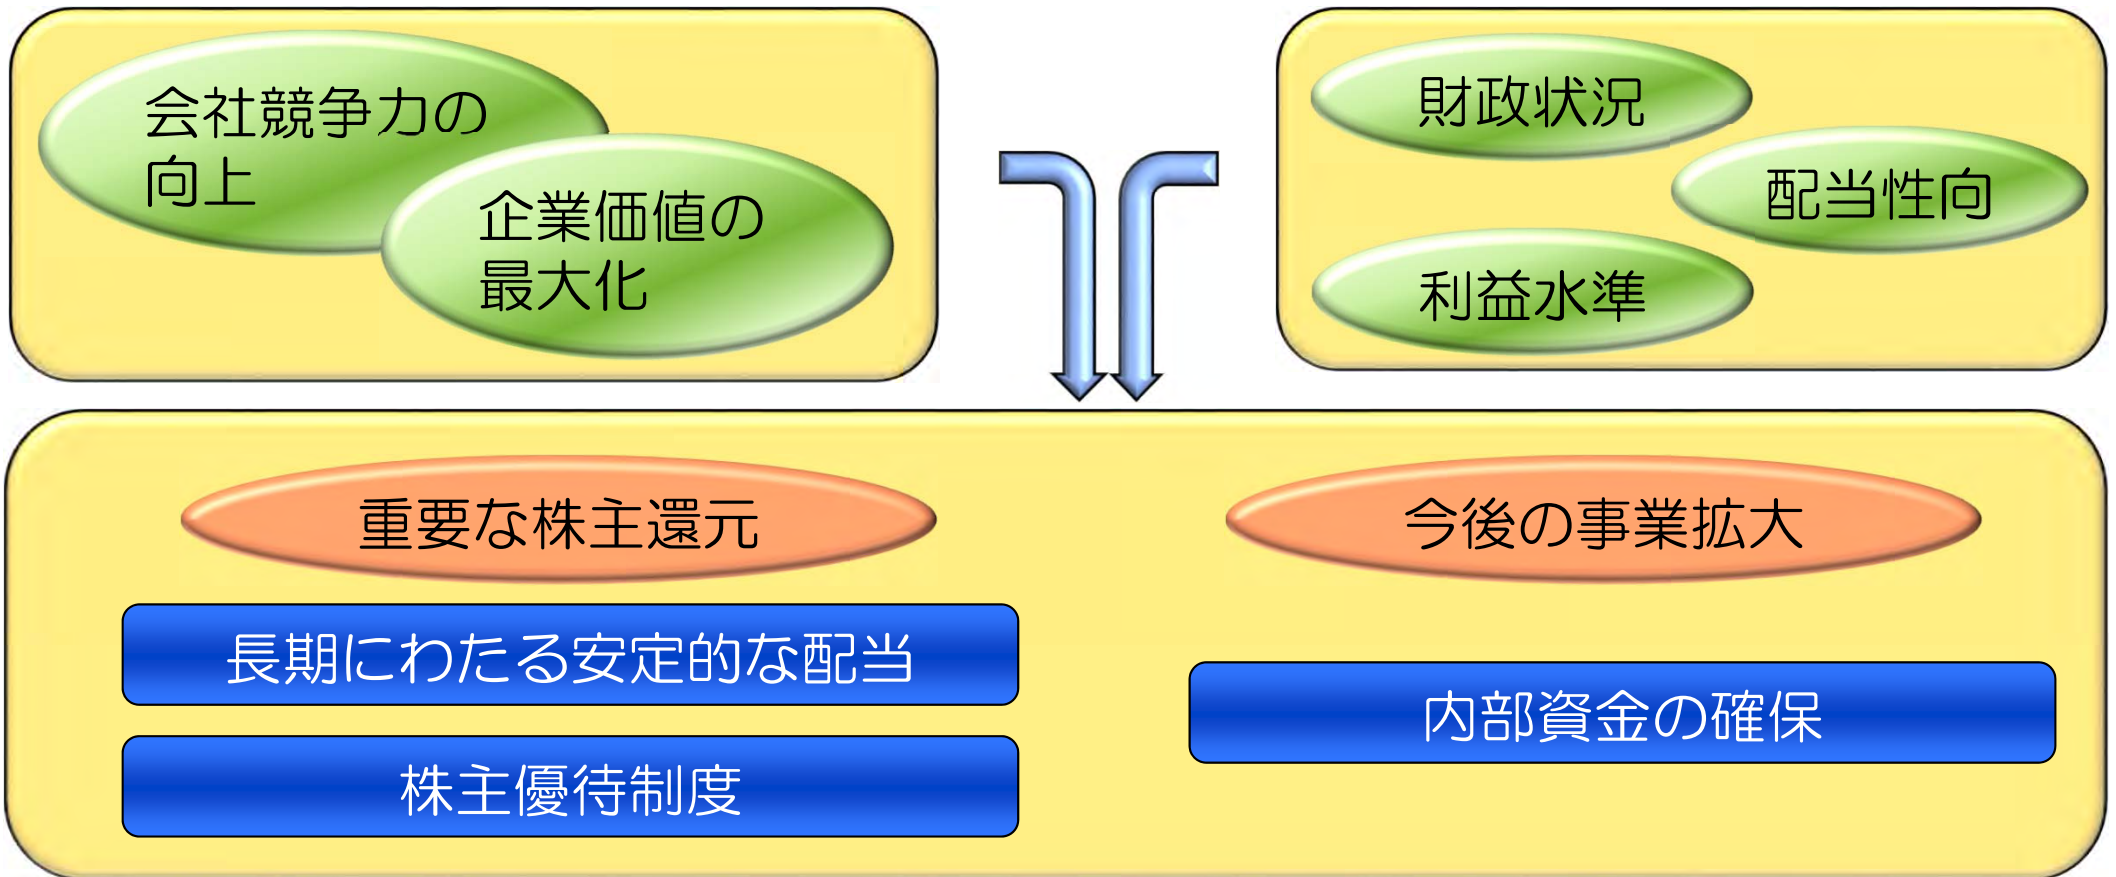 会社競争力の
向上
企業価値の
最大化
財政状況
配当性向
利益水準
重要な株主還元
長期にわたる安定的な配当
株主優待制度
今後の事業拡大
内部資金の確保